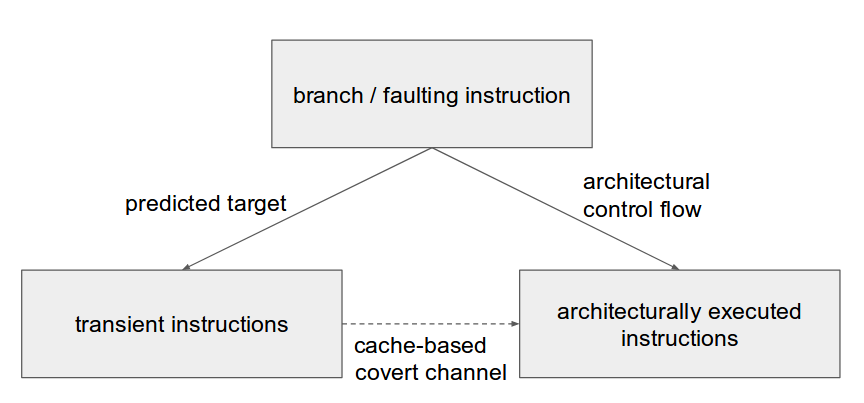 branch / faulting instruction
predicted target
architectural
control flow
transient instructions
architecturally executed
instructions
cache-based
covert channel